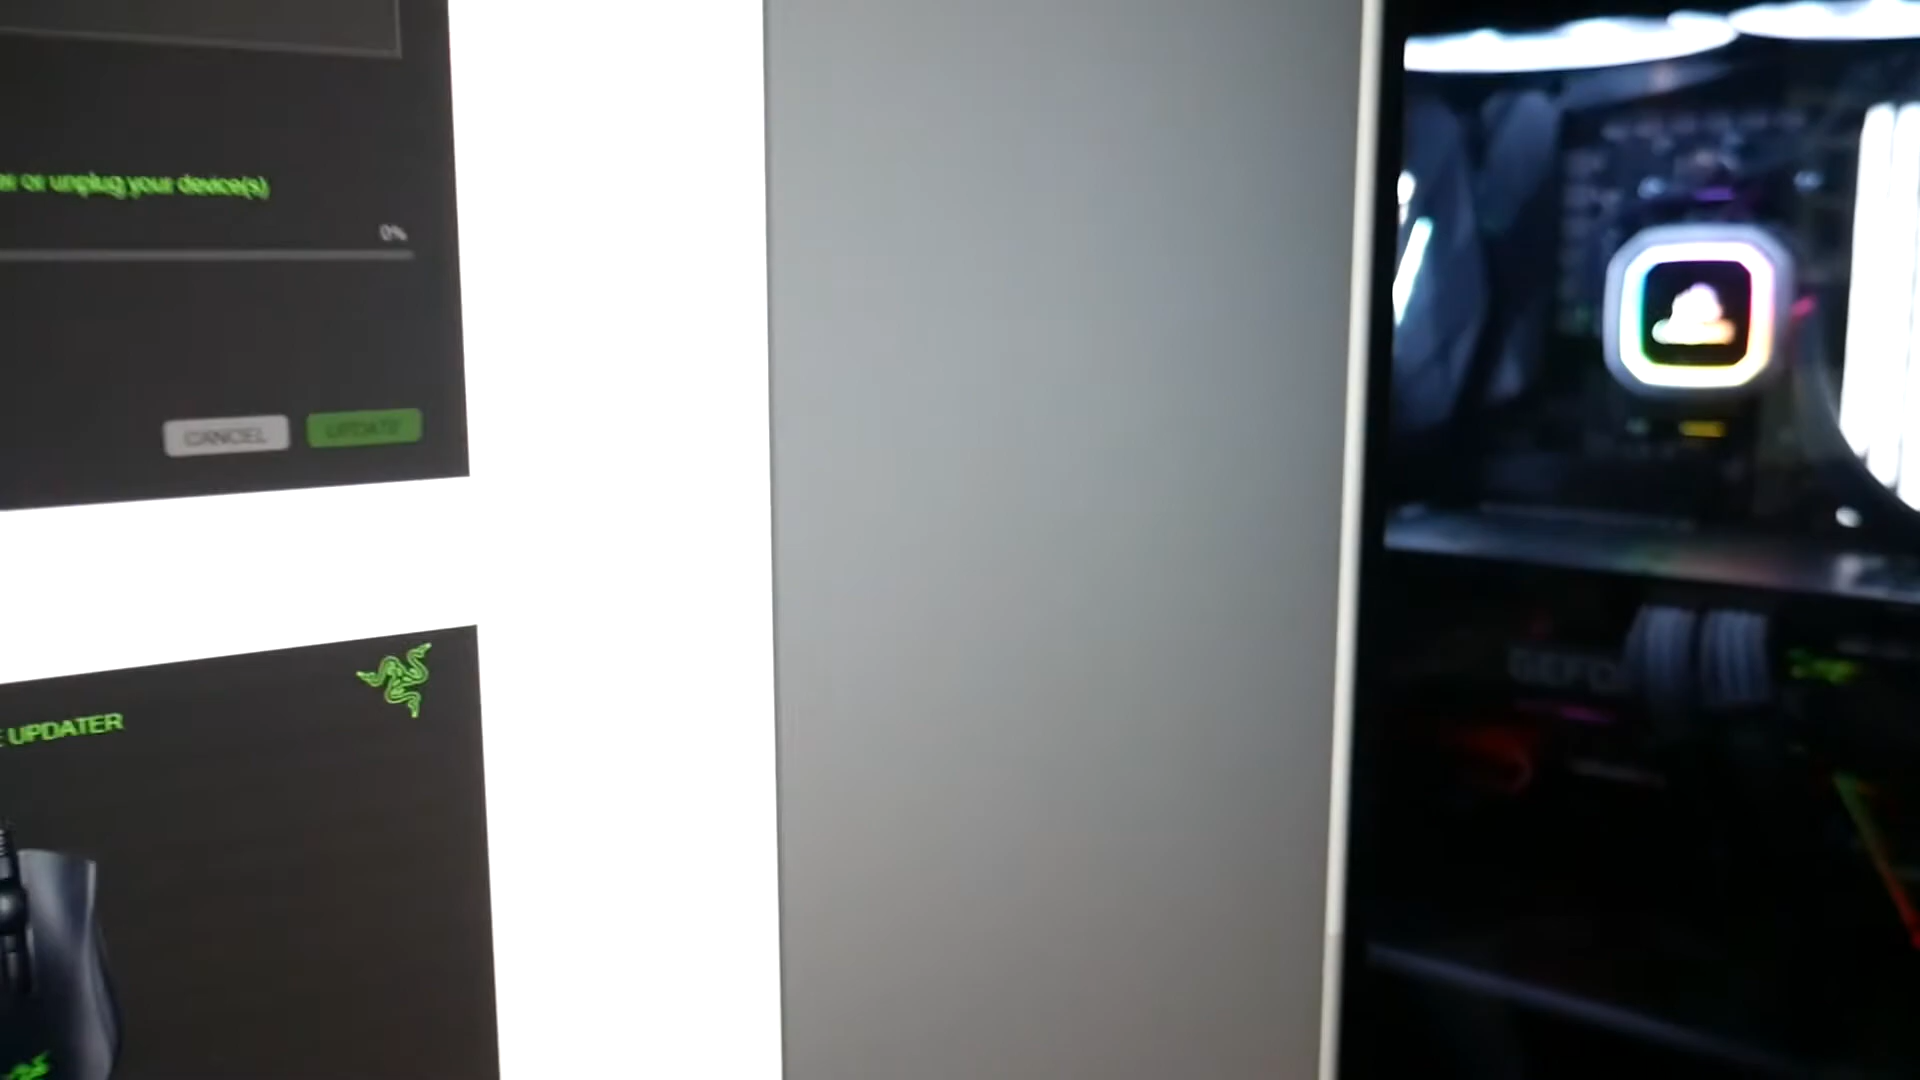 or unplug your device(s)
0%
CANCEL
UPDATE
UPDATER